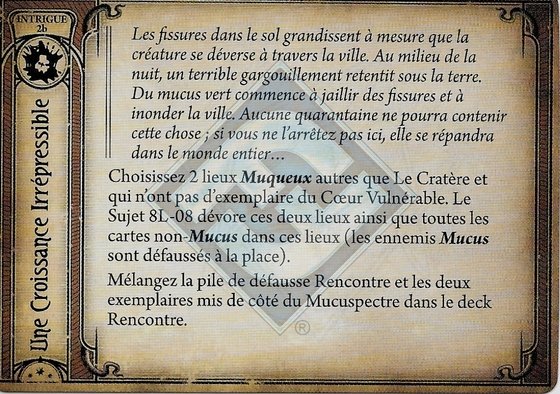 INTRIGUE
2b
Une Croissance Irrépressible
Les fissures dans le sol grandissent à mesure que la
créature se déverse à travers la ville. Au milieu de la
nuit, un terrible gargouillement retentit sous la terre.
Du mucus vert commence à jaillir des fissures et à
inonder la ville. Aucune quarantaine ne pourra contenir
cette chose ; si vous ne l'arrêtez pas ici, elle se répandra
dans le monde entier…
Choisissez 2 lieux Muqueux autres que Le Cratère et
qui n'ont pas d'exemplaire du Cœur Vulnérable. Le
Sujet 8L-08 dévore ces deux lieux ainsi que toutes les
cartes non-Mucus dans ces lieux (les ennemis Mucus
sont défaussés à la place).
Mélangez la pile de défausse Rencontre et les deux
exemplaires mis de côté du Mucuspectre dans le deck
Rencontre.
®